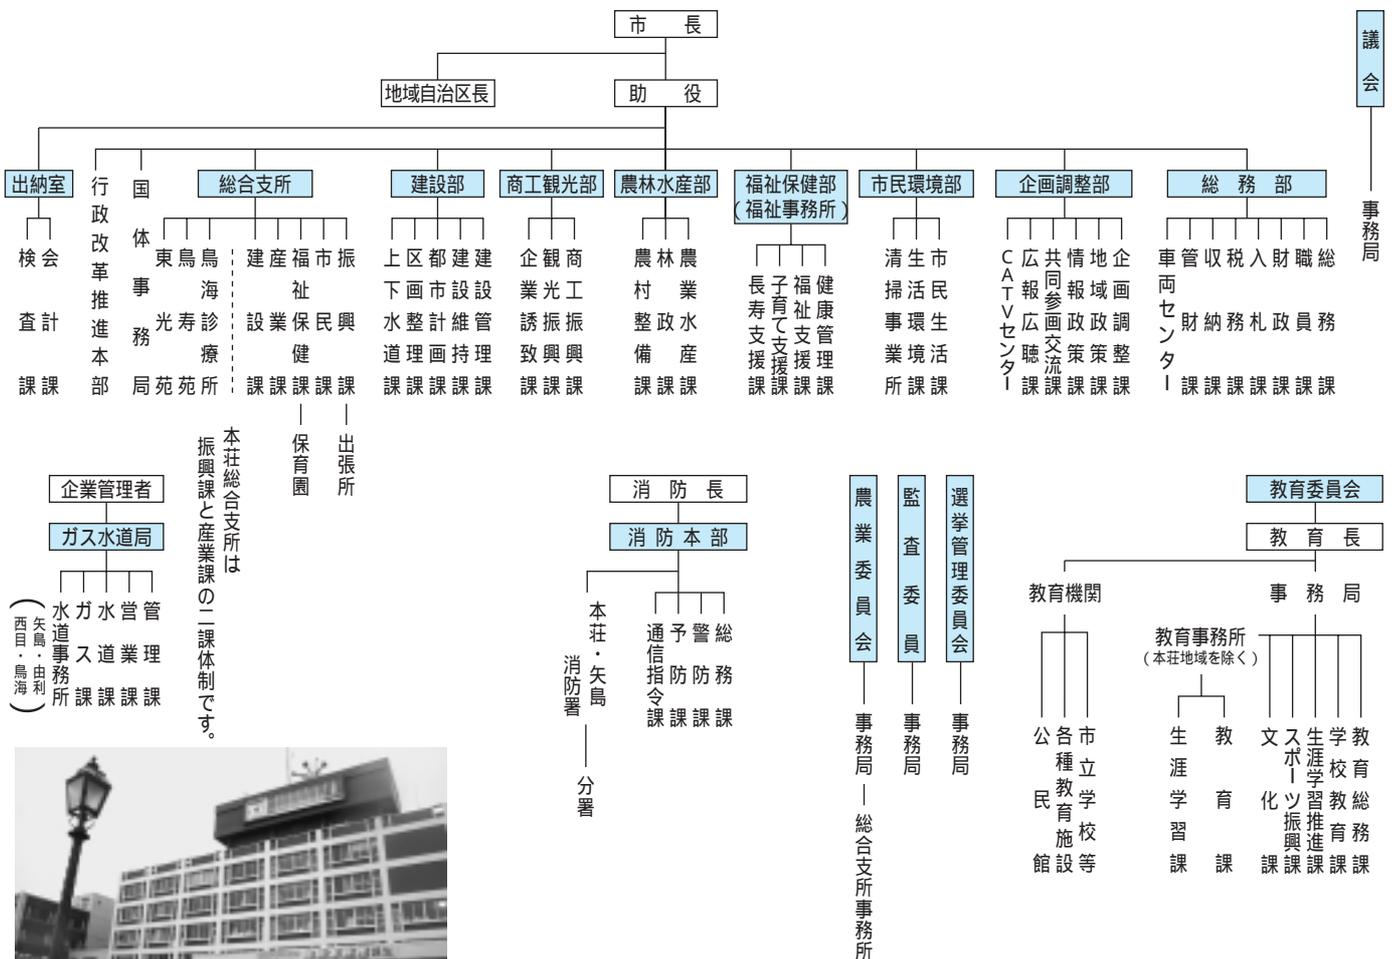 市長
地域自治区長
助役
議会
事務局
総務部
総務課
職員課
財政課
入札課
税務課
収納課
管財課
車両センター
企画調整部
企画調整課
地域政策課
情報政策課
共同参画交流課
広報広聴課
CATVセンター
市民環境部
市民生活課
生活環境課
清掃事業所
福祉保健部
(福祉事務所)
健康管理課
福祉支援課
子育て支援課
長寿支援課
農林水産部
農業水産課
林政課
農村整備課
商工観光部
商工振興課
観光振興課
企業誘致課
建設部
建設管理課
建設維持課
都市計画課
区画整理課
上下水道課
総合支所
振興課
出張所
市民課
福祉保健課
保育園
産業課
建設課
鳥海診療所
鳥寿苑
東光苑
国体事務局
行政改革推進本部
出納室
会計課
検査課
本荘総合支所は
振興課と産業課の二課体制です。
教育委員会
教育長
事務局
教育総務課
学校教育課
生涯学習推進課
スポーツ振興課
文化課
教育事務所
(本荘地域を除く)
教育課
生涯学習課
教育機関
市立学校等
各種教育施設
公民館
選挙管理委員会
事務局
監査委員
事務局
農業委員会
事務局
総合支所事務所
消防長
消防本部
総務課
警防課
予防課
通信指令課
本荘・矢島
消防署
分署
企業管理者
ガス水道局
管理課
営業課
水道課
ガス課
水道事務所
(矢島・由利
西目・鳥海)